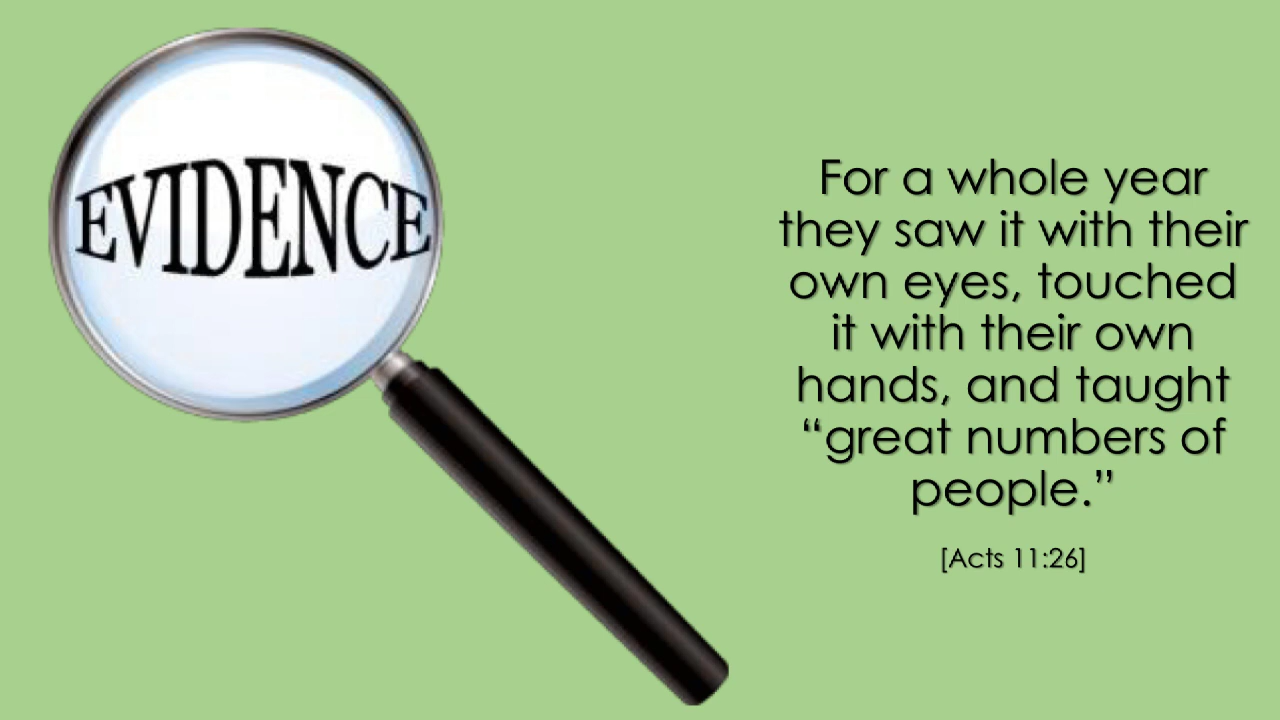 EVIDENCE
For a whole year
they saw it with their
own eyes, touched
it with their own
hands, and taught
“great numbers of
people.”
[Acts 11:26]